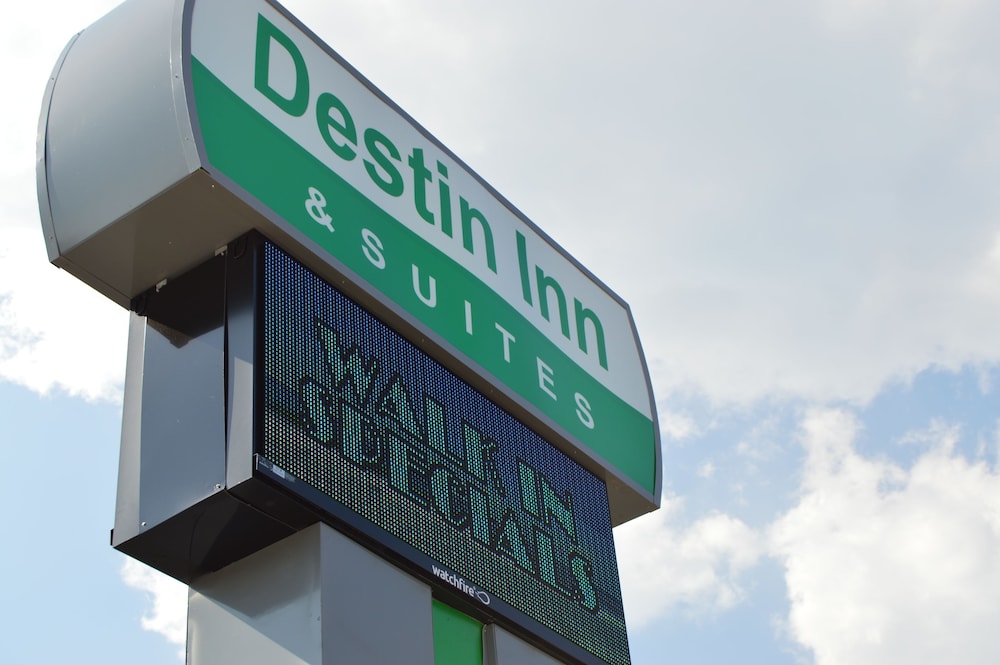 Destin Inn
& SUITES
WALK IN
SPECIALS
watchfire